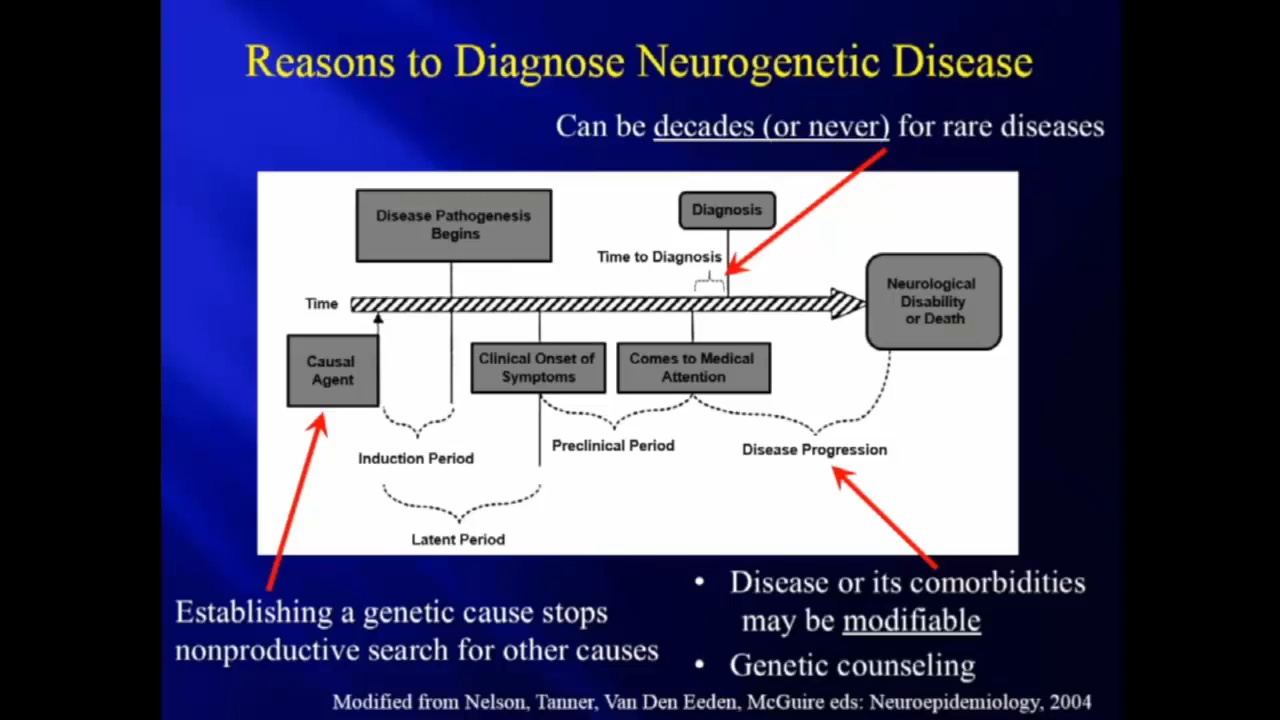 Reasons to Diagnose Neurogenetic Disease
Can be decades (or never) for rare diseases
Disease Pathogenesis
Begins
Diagnosis
Time to Diagnosis
Neurological
Disability
or Death
Time
Causal
Agent
Clinical Onset of
Symptoms
Comes to Medical
Attention
Induction Period
Preclinical Period
Disease Progression
Latent Period
Establishing a genetic cause stops
nonproductive search for other causes
• Disease or its comorbidities
may be modifiable
• Genetic counseling
Modified from Nelson, Tanner, Van Den Eeden, McGuire eds: Neuroepidemiology, 2004